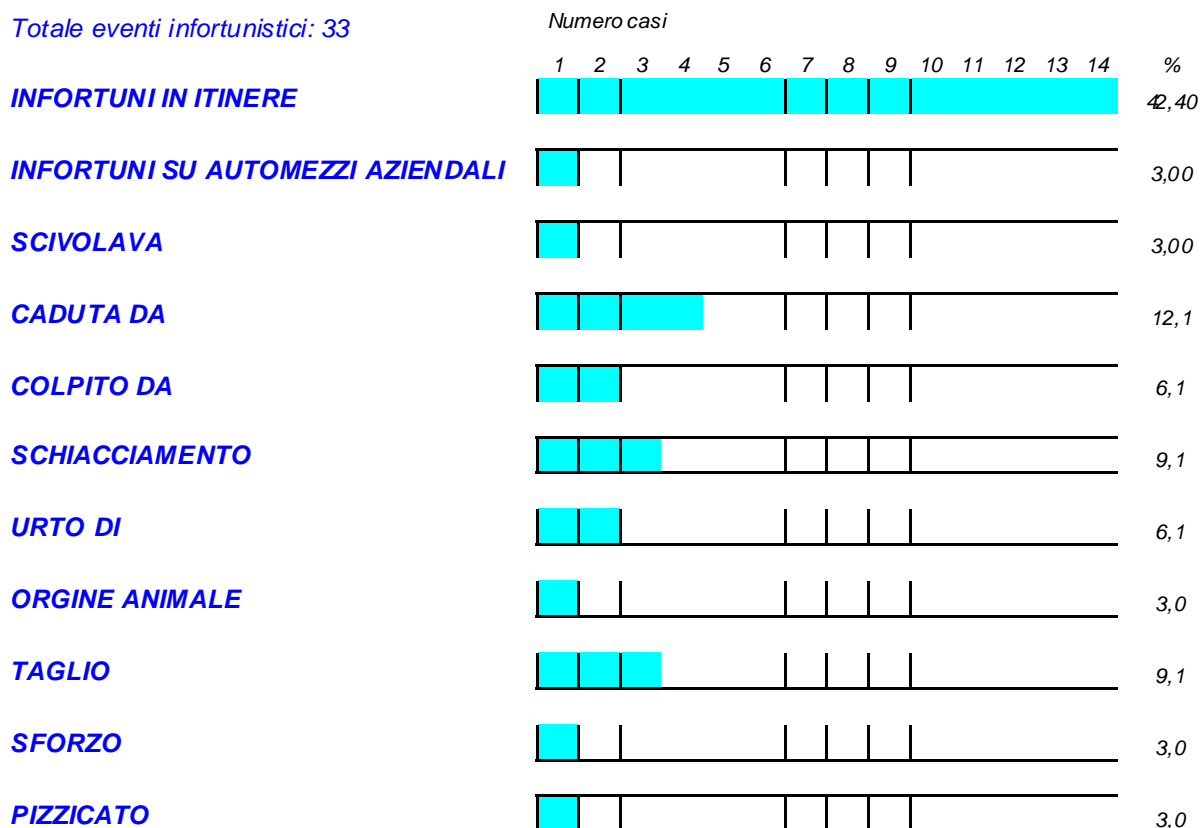 Totale eventi infortunistici: 33
Numero casi
1 2 3 4 5 6 7 8 9 10 11 12 13 14 %
INFORTUNI IN ITINERE 42,40
INFORTUNI SU AUTOMEZZI AZIENDALI 3,00
SCIVOLAVA 3,00
CADUTA DA 12,1
COLPITO DA 6,1
SCHIACCIAMENTO 9,1
URTO DI 6,1
ORGINE ANIMALE 3,0
TAGLIO 9,1
SFORZO 3,0
PIZZICATO 3,0